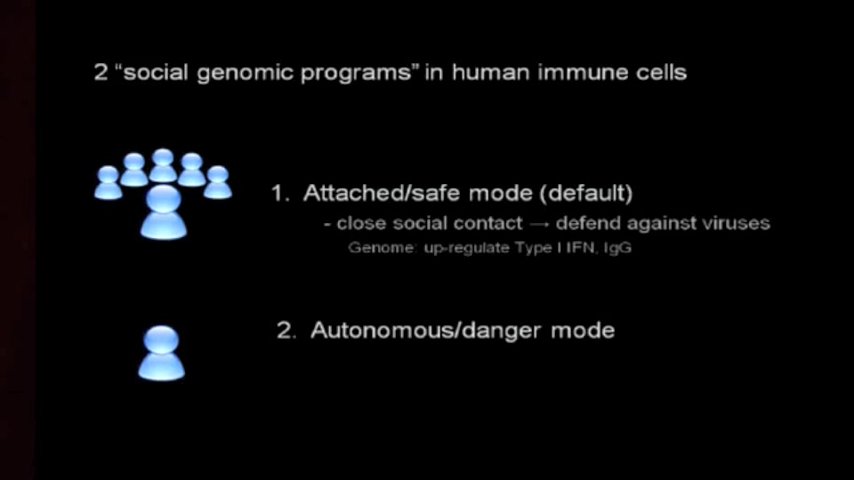 2 “social genomic programs” in human immune cells
1. Attached/safe mode (default)
- close social contact → defend against viruses
Genome: up-regulate Type I IFN, IgG
2. Autonomous/danger mode